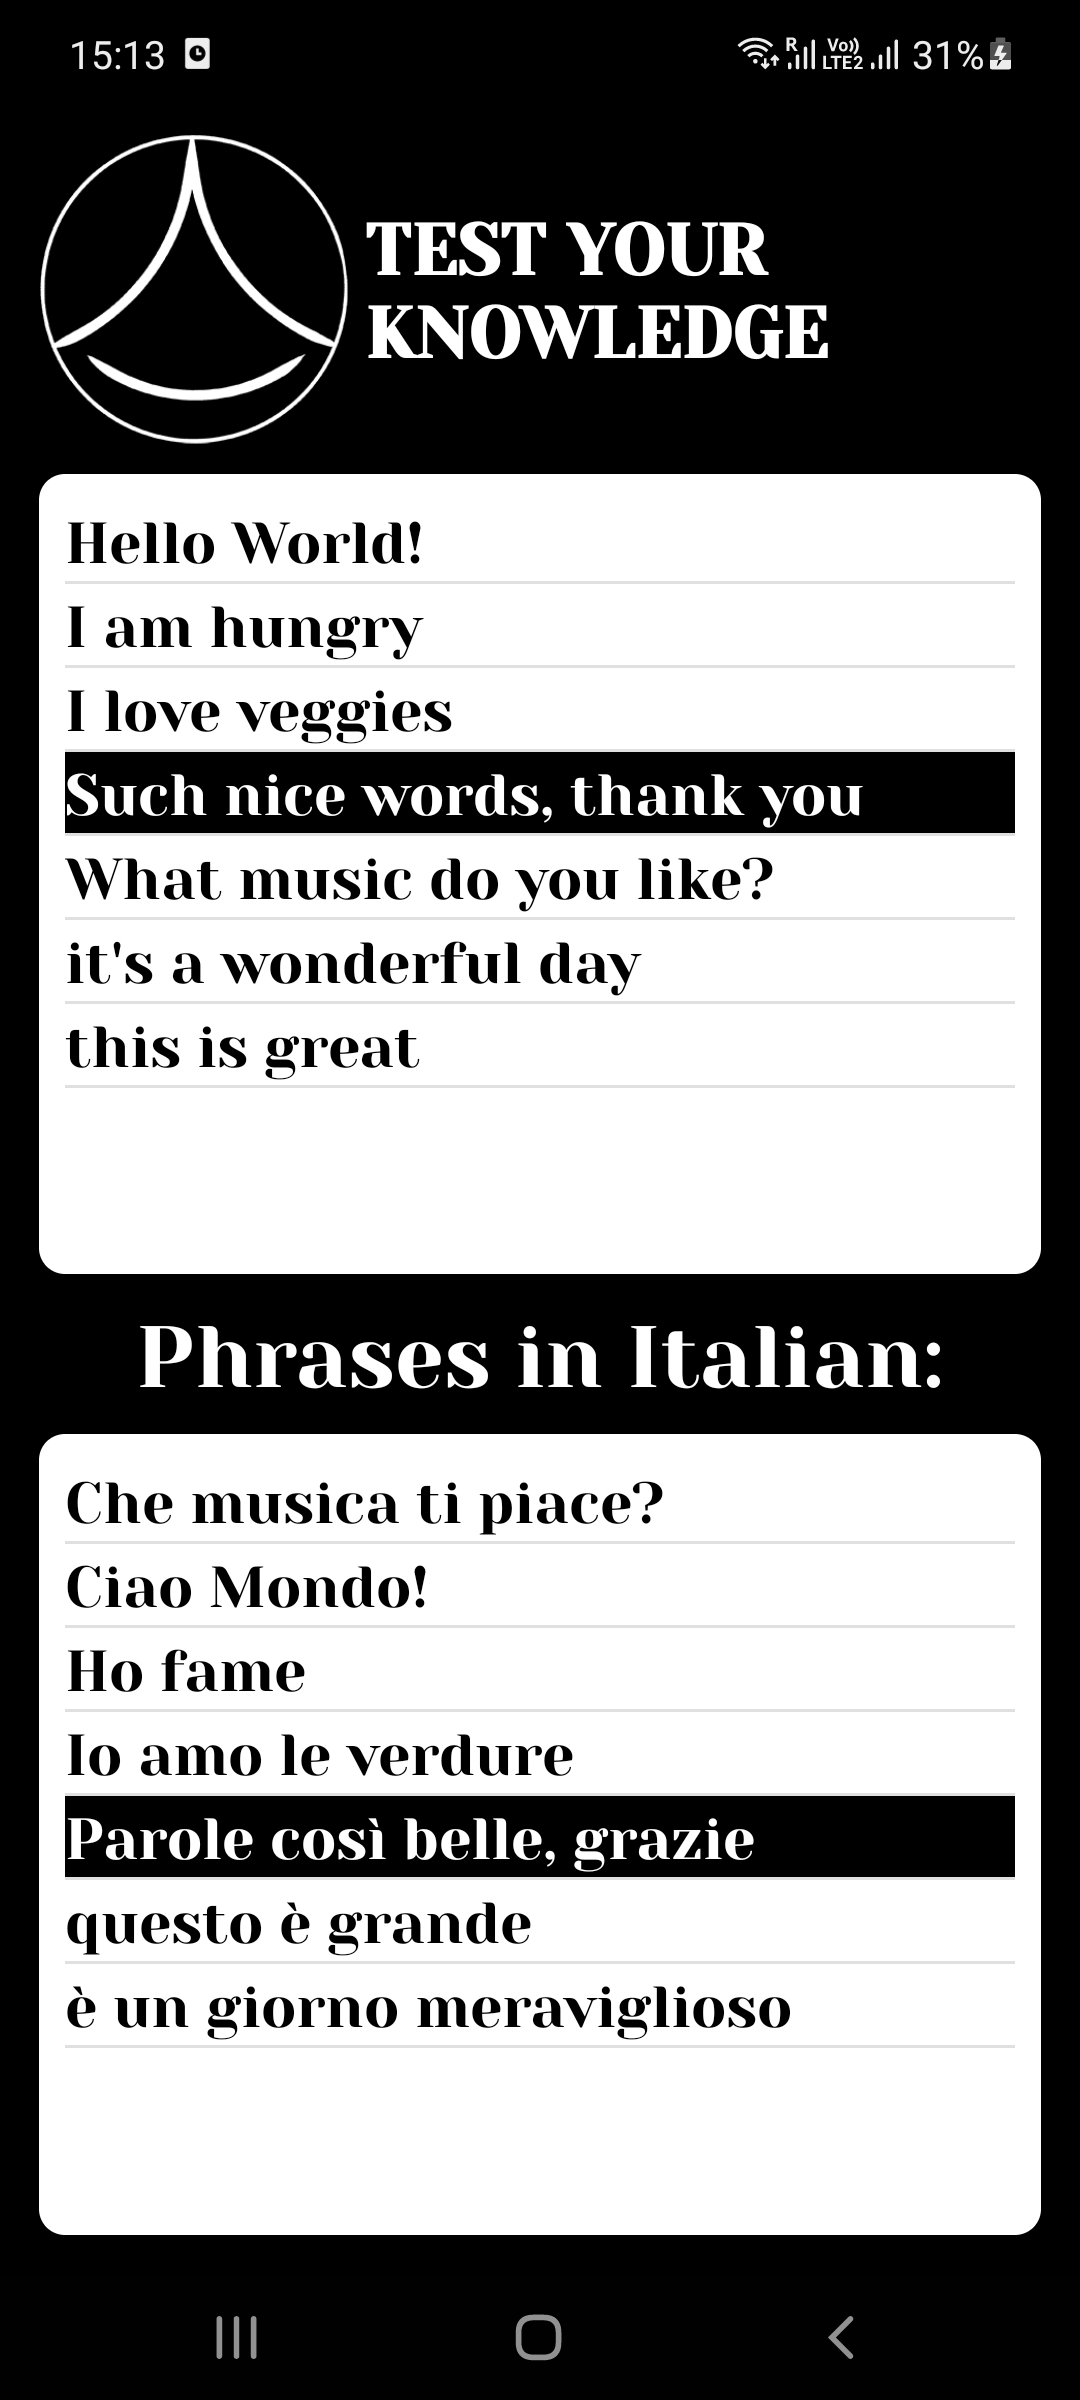 15:13
R Vo)) LTE2 31%
TEST YOUR
KNOWLEDGE
Hello World!
I am hungry
I love veggies
Such nice words, thank you
What music do you like?
it's a wonderful day
this is great
Phrases in Italian:
Che musica ti piace?
Ciao Mondo!
Ho fame
Io amo le verdure
Parole così belle, grazie
questo è grande
è un giorno meraviglioso